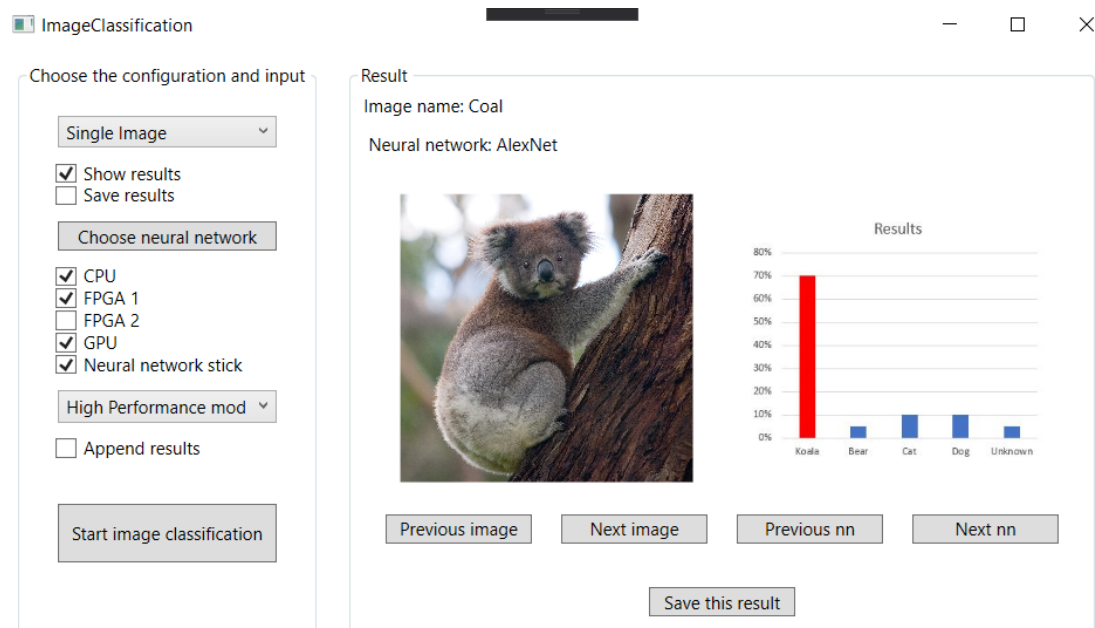 ImageClassification
Choose the configuration and input
Single Image
Show results
Save results
Choose neural network
CPU
FPGA 1
FPGA 2
GPU
Neural network stick
High Performance mod
Append results
Start image classification
Result
Image name: Coal
Neural network: AlexNet
Results
80%
70%
60%
50%
40%
30%
20%
10%
0%
Koala Bear Cat Dog Unknown
Previous image Next image Previous nn Next nn
Save this result